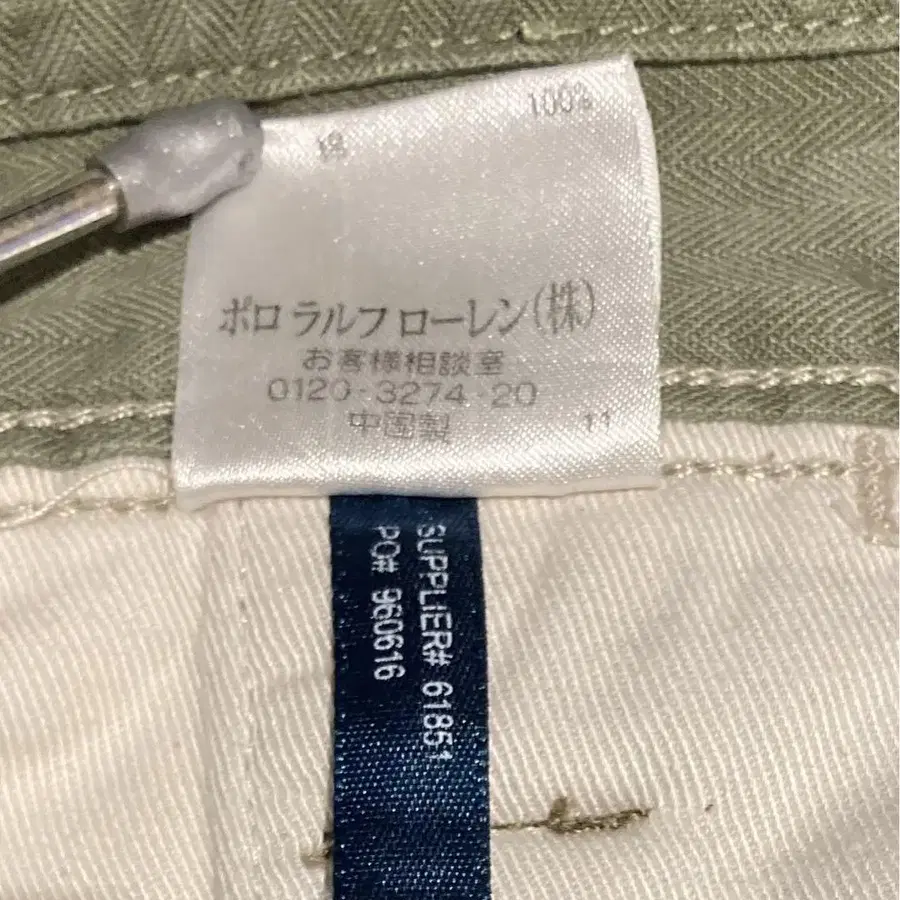 綿 100%
ポロ ラルフ ローレン(株)
お客様相談室
0120-3274-20
中国製 11
SUPPLIER# 61851
PO# 960616